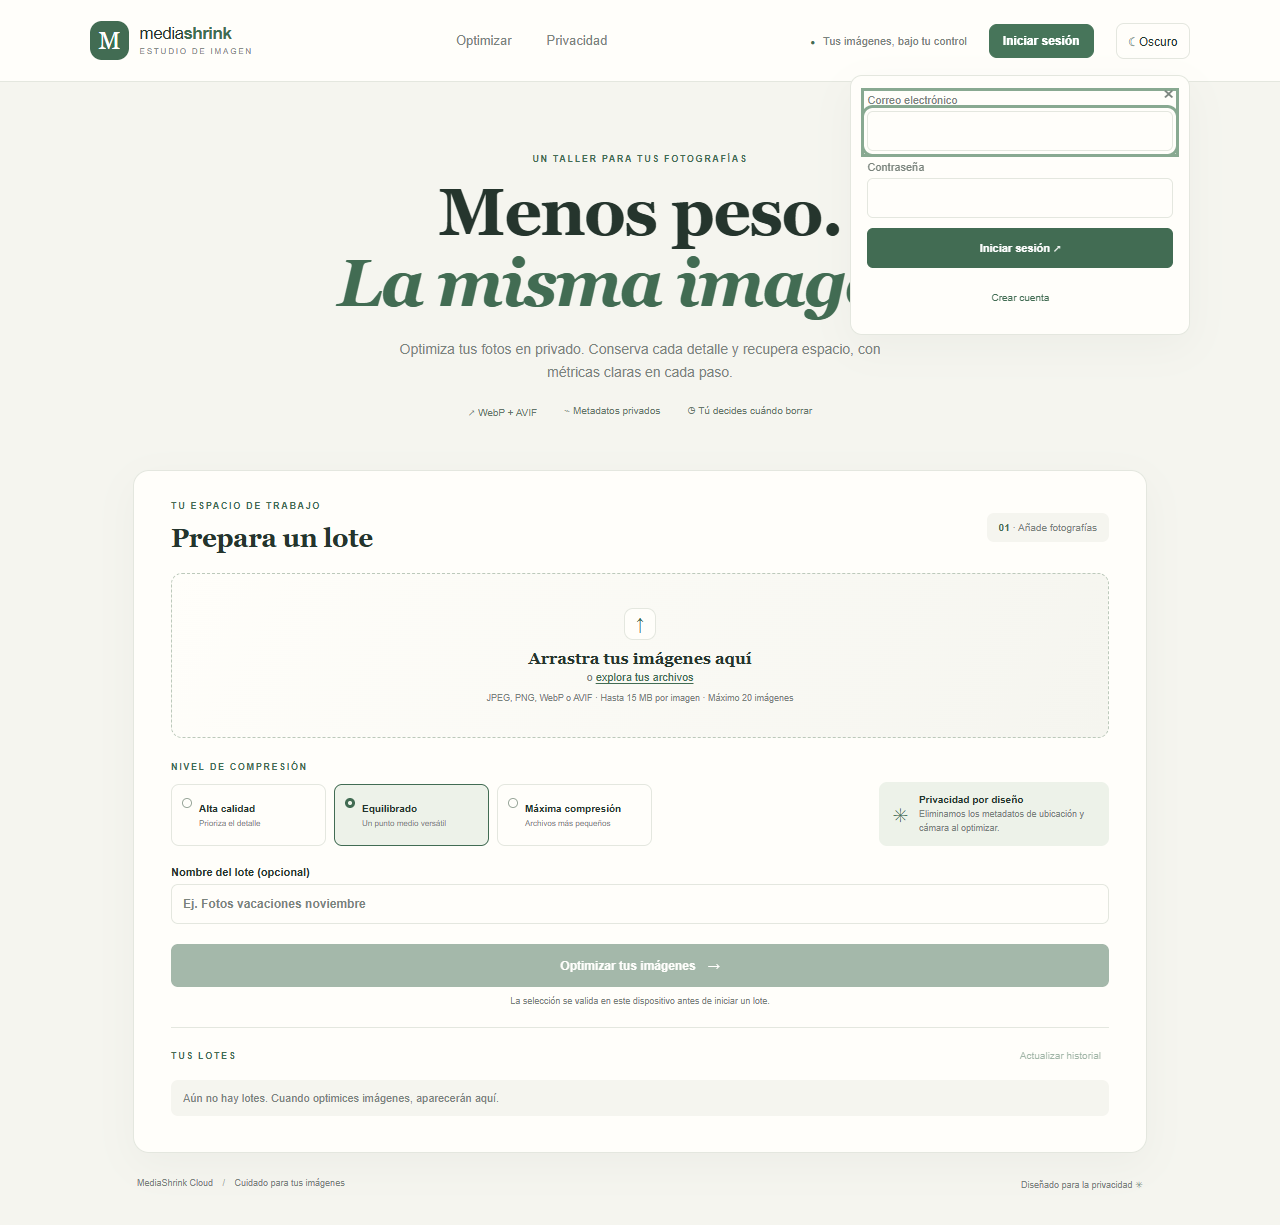 M
mediashrink
ESTUDIO DE IMAGEN
Optimizar
Privacidad
Tus imágenes, bajo tu control
Iniciar sesión
☾ Oscuro
×
Correo electrónico
Contraseña
Iniciar sesión ↗
Crear cuenta
UN TALLER PARA TUS FOTOGRAFÍAS
Menos peso.
La misma imag
Optimiza tus fotos en privado. Conserva cada detalle y recupera espacio, con
métricas claras en cada paso.
↗ WebP + AVIF
~ Metadatos privados
◷ Tú decides cuándo borrar
TU ESPACIO DE TRABAJO
Prepara un lote
01 · Añade fotografías
↑
Arrastra tus imágenes aquí
o explora tus archivos
JPEG, PNG, WebP o AVIF · Hasta 15 MB por imagen · Máximo 20 imágenes
NIVEL DE COMPRESIÓN
Alta calidad
Prioriza el detalle
Equilibrado
Un punto medio versátil
Máxima compresión
Archivos más pequeños
✳
Privacidad por diseño
Eliminamos los metadatos de ubicación y
cámara al optimizar.
Nombre del lote (opcional)
Ej. Fotos vacaciones noviembre
Optimizar tus imágenes →
La selección se valida en este dispositivo antes de iniciar un lote.
TUS LOTES
Actualizar historial
Aún no hay lotes. Cuando optimices imágenes, aparecerán aquí.
MediaShrink Cloud / Cuidado para tus imágenes
Diseñado para la privacidad ✳